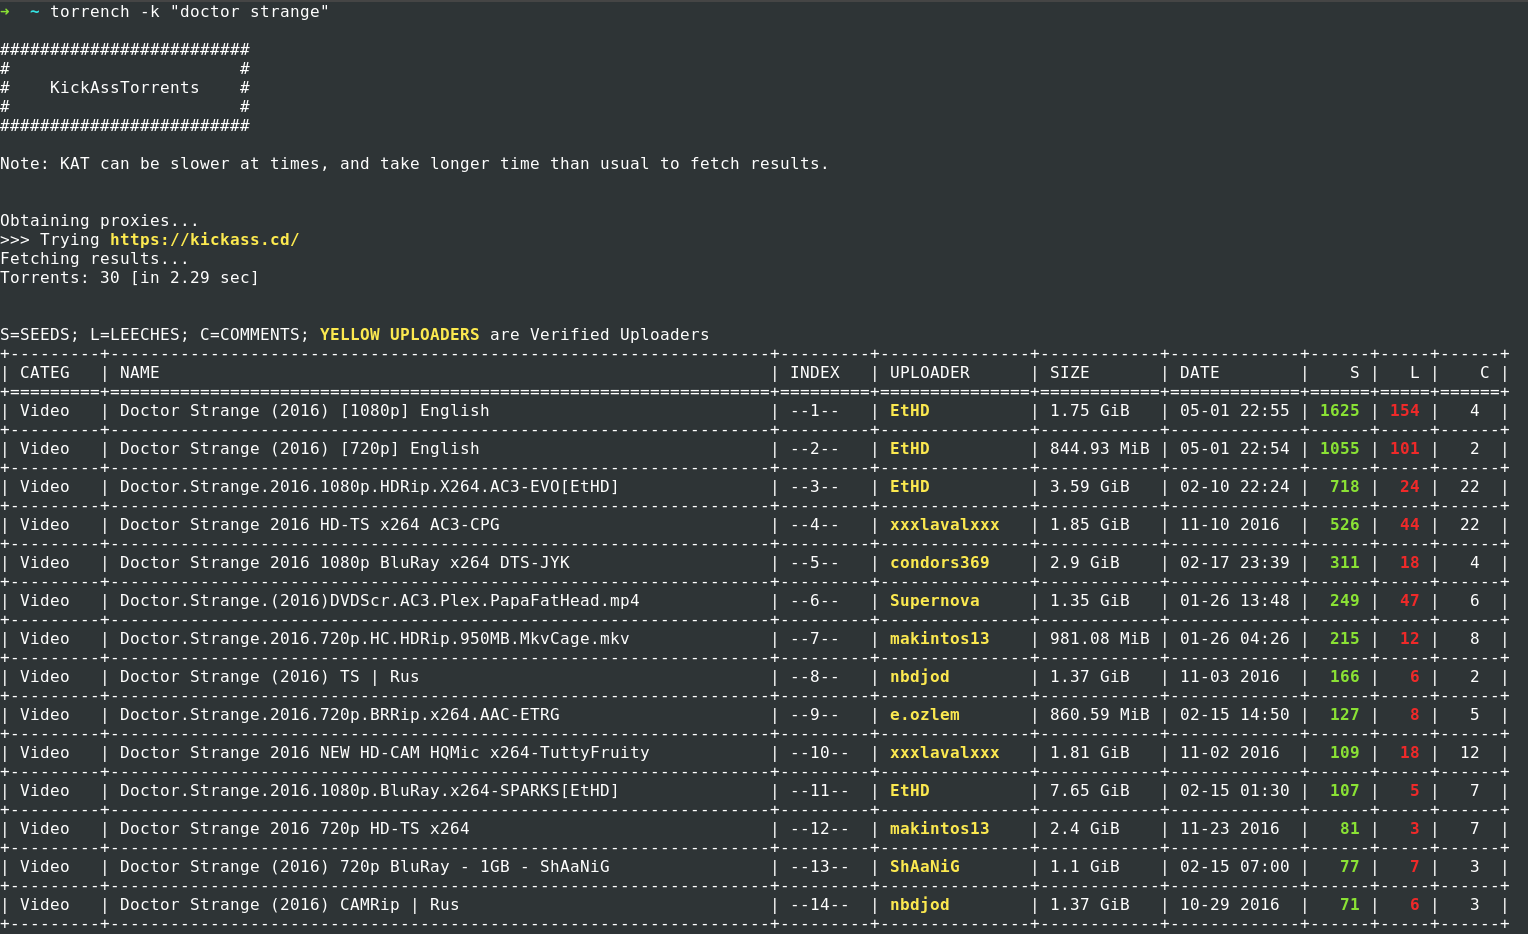 ➜  ~ torrench -k "doctor strange"
#########################
#                       #
#    KickAssTorrents    #
#                       #
#########################
Note: KAT can be slower at times, and take longer time than usual to fetch results.
Obtaining proxies...
>>> Trying https://kickass.cd/
Fetching results...
Torrents: 30 [in 2.29 sec]
S=SEEDS; L=LEECHES; C=COMMENTS; YELLOW UPLOADERS are Verified Uploaders
| CATEG | NAME | INDEX | UPLOADER | SIZE | DATE | S | L | C |
| Video | Doctor Strange (2016) [1080p] English | --1-- | EtHD | 1.75 GiB | 05-01 22:55 | 1625 | 154 | 4 |
| Video | Doctor Strange (2016) [720p] English | --2-- | EtHD | 844.93 MiB | 05-01 22:54 | 1055 | 101 | 2 |
| Video | Doctor.Strange.2016.1080p.HDRip.X264.AC3-EVO[EtHD] | --3-- | EtHD | 3.59 GiB | 02-10 22:24 | 718 | 24 | 22 |
| Video | Doctor Strange 2016 HD-TS x264 AC3-CPG | --4-- | xxxlavalxxx | 1.85 GiB | 11-10 2016 | 526 | 44 | 22 |
| Video | Doctor Strange 2016 1080p BluRay x264 DTS-JYK | --5-- | condors369 | 2.9 GiB | 02-17 23:39 | 311 | 18 | 4 |
| Video | Doctor.Strange.(2016)DVDScr.AC3.Plex.PapaFatHead.mp4 | --6-- | Supernova | 1.35 GiB | 01-26 13:48 | 249 | 47 | 6 |
| Video | Doctor.Strange.2016.720p.HC.HDRip.950MB.MkvCage.mkv | --7-- | makintos13 | 981.08 MiB | 01-26 04:26 | 215 | 12 | 8 |
| Video | Doctor Strange (2016) TS | Rus | --8-- | nbdjod | 1.37 GiB | 11-03 2016 | 166 | 6 | 2 |
| Video | Doctor.Strange.2016.720p.BRRip.x264.AAC-ETRG | --9-- | e.ozlem | 860.59 MiB | 02-15 14:50 | 127 | 8 | 5 |
| Video | Doctor Strange 2016 NEW HD-CAM HQMic x264-TuttyFruity | --10-- | xxxlavalxxx | 1.81 GiB | 11-02 2016 | 109 | 18 | 12 |
| Video | Doctor.Strange.2016.1080p.BluRay.x264-SPARKS[EtHD] | --11-- | EtHD | 7.65 GiB | 02-15 01:30 | 107 | 5 | 7 |
| Video | Doctor Strange 2016 720p HD-TS x264 | --12-- | makintos13 | 2.4 GiB | 11-23 2016 | 81 | 3 | 7 |
| Video | Doctor Strange (2016) 720p BluRay - 1GB - ShAaNiG | --13-- | ShAaNiG | 1.1 GiB | 02-15 07:00 | 77 | 7 | 3 |
| Video | Doctor Strange (2016) CAMRip | Rus | --14-- | nbdjod | 1.37 GiB | 10-29 2016 | 71 | 6 | 3 |